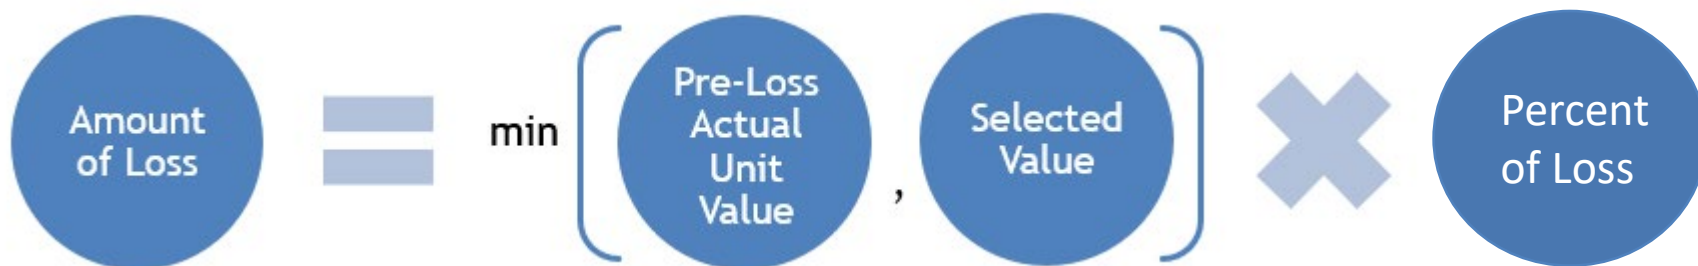 Amount
of Loss
=
min
(
Pre-Loss
Actual
Unit
Value
,
Selected
Value
)
×
Percent
of Loss